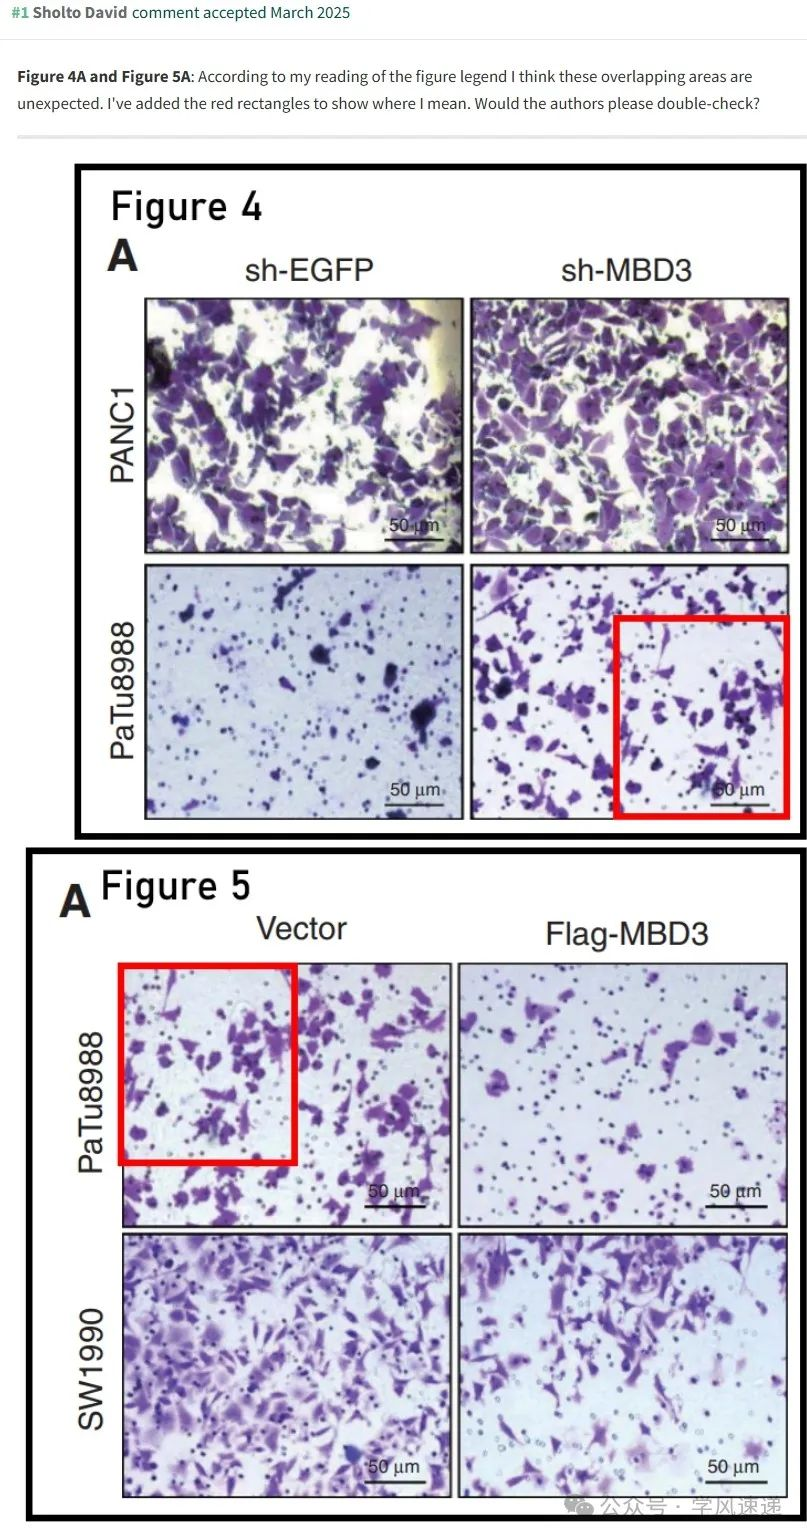 #1 Sholto David comment accepted March 2025
Figure 4A and Figure 5A: According to my reading of the figure legend I think these overlapping areas are
unexpected. I've added the red rectangles to show where I mean. Would the authors please double-check?
Figure 4
A
sh-EGFP sh-MBD3
PANC1
50 μm 50 μm
PaTu8988
50 μm 50 μm
Figure 5
A
Vector Flag-MBD3
PaTu8988
50 μm 50 μm
SW1990
50 μm 50 μm
公众号 · 学风速递